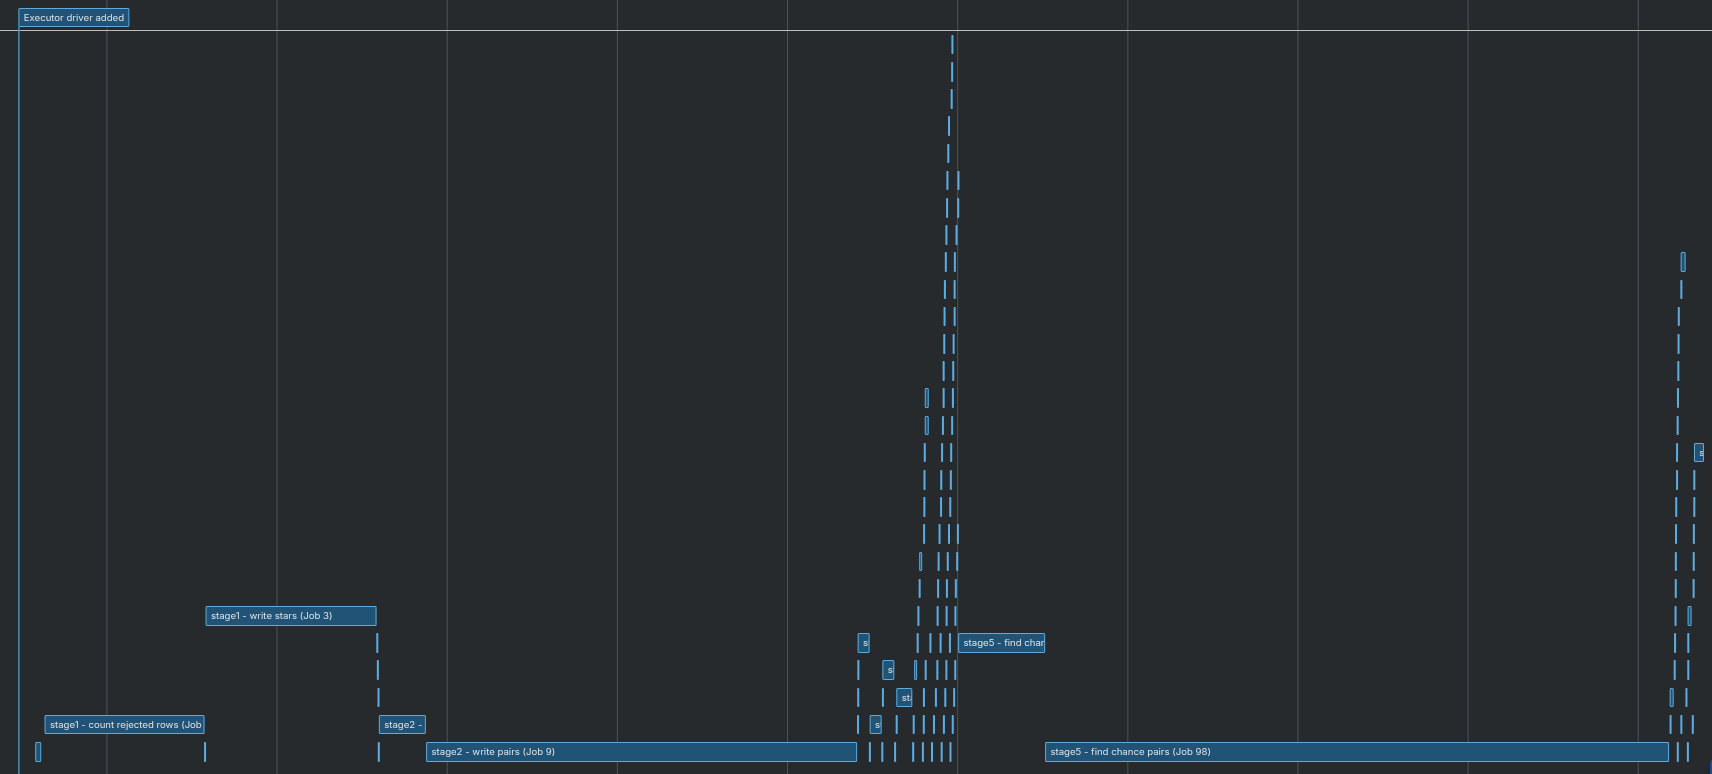 Executor driver added
s
stage1 - write stars (Job 3)
s
stage5 - find char
s
st
stage1 - count rejected rows (Job
stage2 -
s
stage2 - write pairs (Job 9)
stage5 - find chance pairs (Job 98)